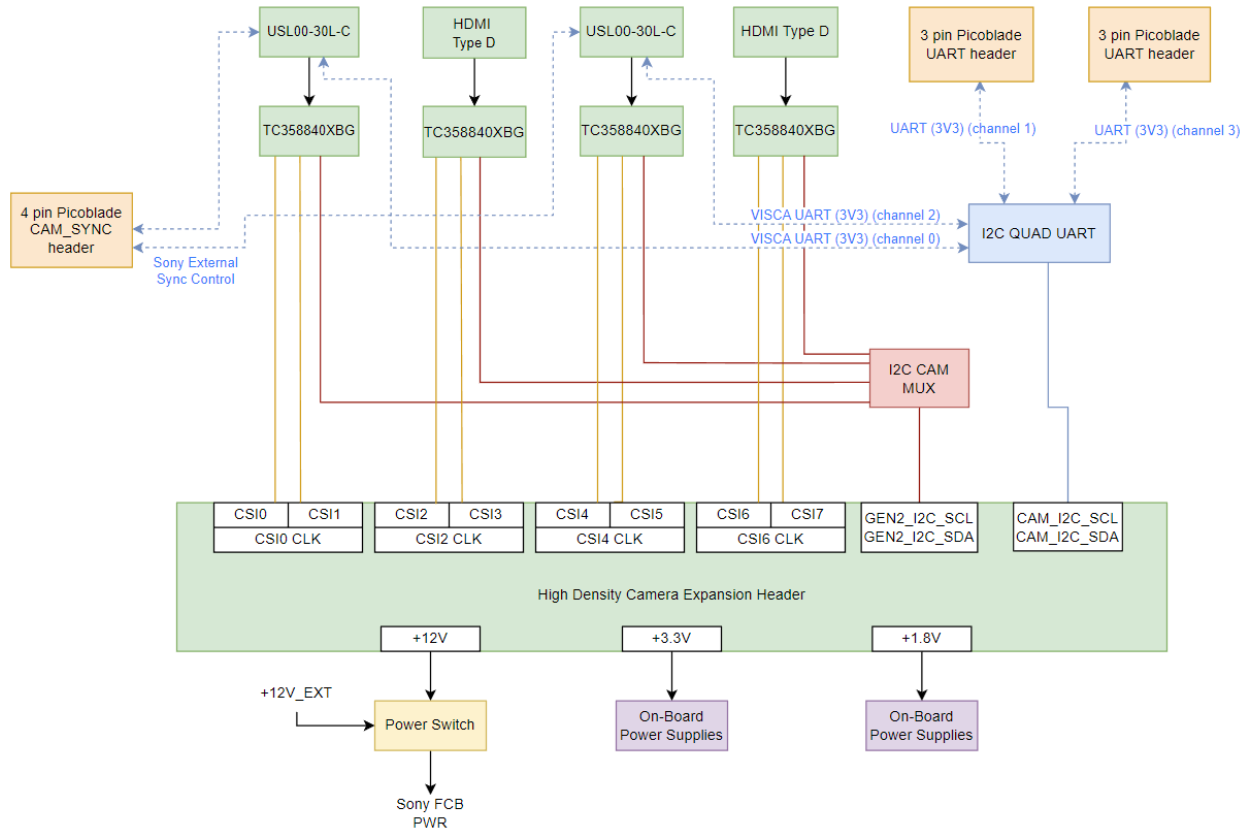 USL00-30L-C
HDMI
Type D
USL00-30L-C
HDMI Type D
3 pin Picoblade
UART header
3 pin Picoblade
UART header
TC358840XBG
TC358840XBG
TC358840XBG
TC358840XBG
UART (3V3) (channel 1)
UART (3V3) (channel 3)
4 pin Picoblade
CAM_SYNC
header
VISCA UART (3V3) (channel 2)
VISCA UART (3V3) (channel 0)
I2C QUAD UART
Sony External
Sync Control
I2C CAM
MUX
CSI0
CSI1
CSI0 CLK
CSI2
CSI3
CSI2 CLK
CSI4
CSI5
CSI4 CLK
CSI6
CSI7
CSI6 CLK
GEN2_I2C_SCL
GEN2_I2C_SDA
CAM_I2C_SCL
CAM_I2C_SDA
High Density Camera Expansion Header
+12V
+3.3V
+1.8V
+12V_EXT
Power Switch
On-Board
Power Supplies
On-Board
Power Supplies
Sony FCB
PWR